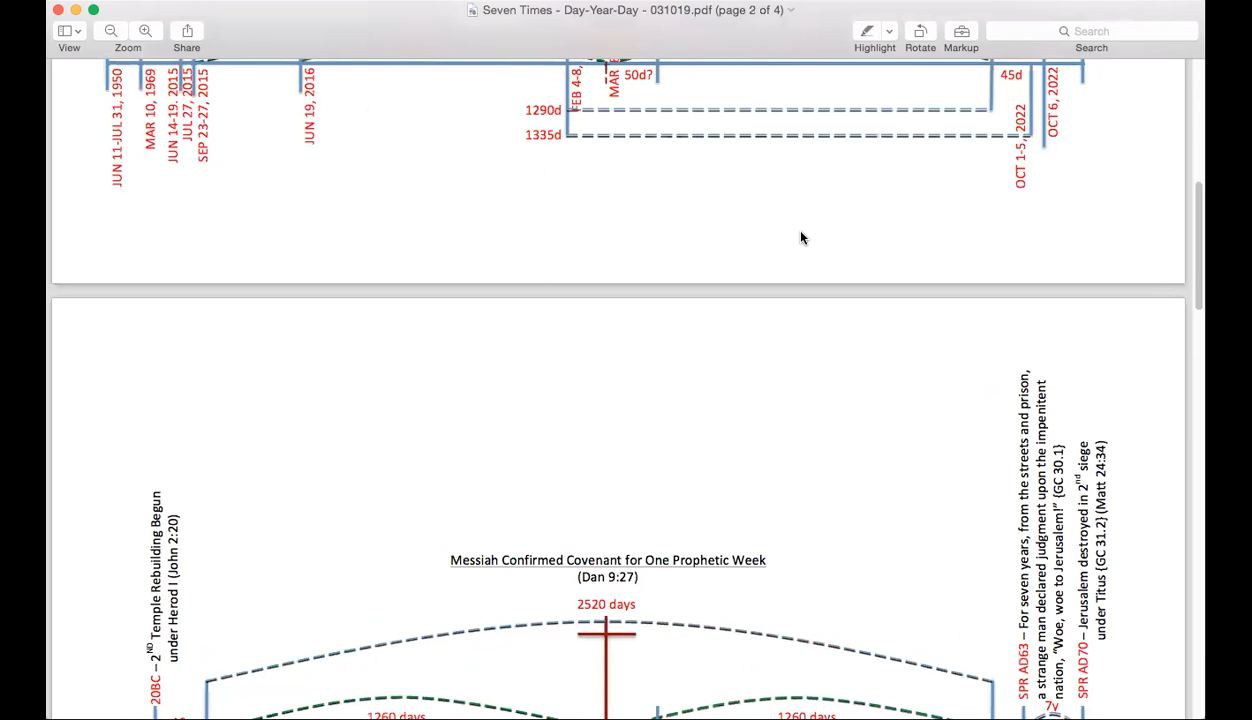 Seven Times - Day-Year-Day - 031019.pdf (page 2 of 4)
View
Zoom
Share
Highlight
Rotate
Markup
Search
Search
JUN 11-JUL 31, 1950
MAR 10, 1969
JUN 14-19. 2015
JUL 27, 2015
SEP 23-27, 2015
JUN 19, 2016
FEB 4-8,
MAR
50d?
45d
1290d
1335d
OCT 1-5, 2022
OCT 6, 2022
20BC – 2ND Temple Rebuilding Begun
under Herod I (John 2:20)
Messiah Confirmed Covenant for One Prophetic Week
(Dan 9:27)
2520 days
1260 days
1260 days
SPR AD63 – For seven years, from the streets and prison,
a strange man declared judgment upon the impenitent
nation, “Woe, woe to Jerusalem!” {GC 30.1}
7y
SPR AD70 – Jerusalem destroyed in 2nd siege
under Titus {GC 31.2} (Matt 24:34)